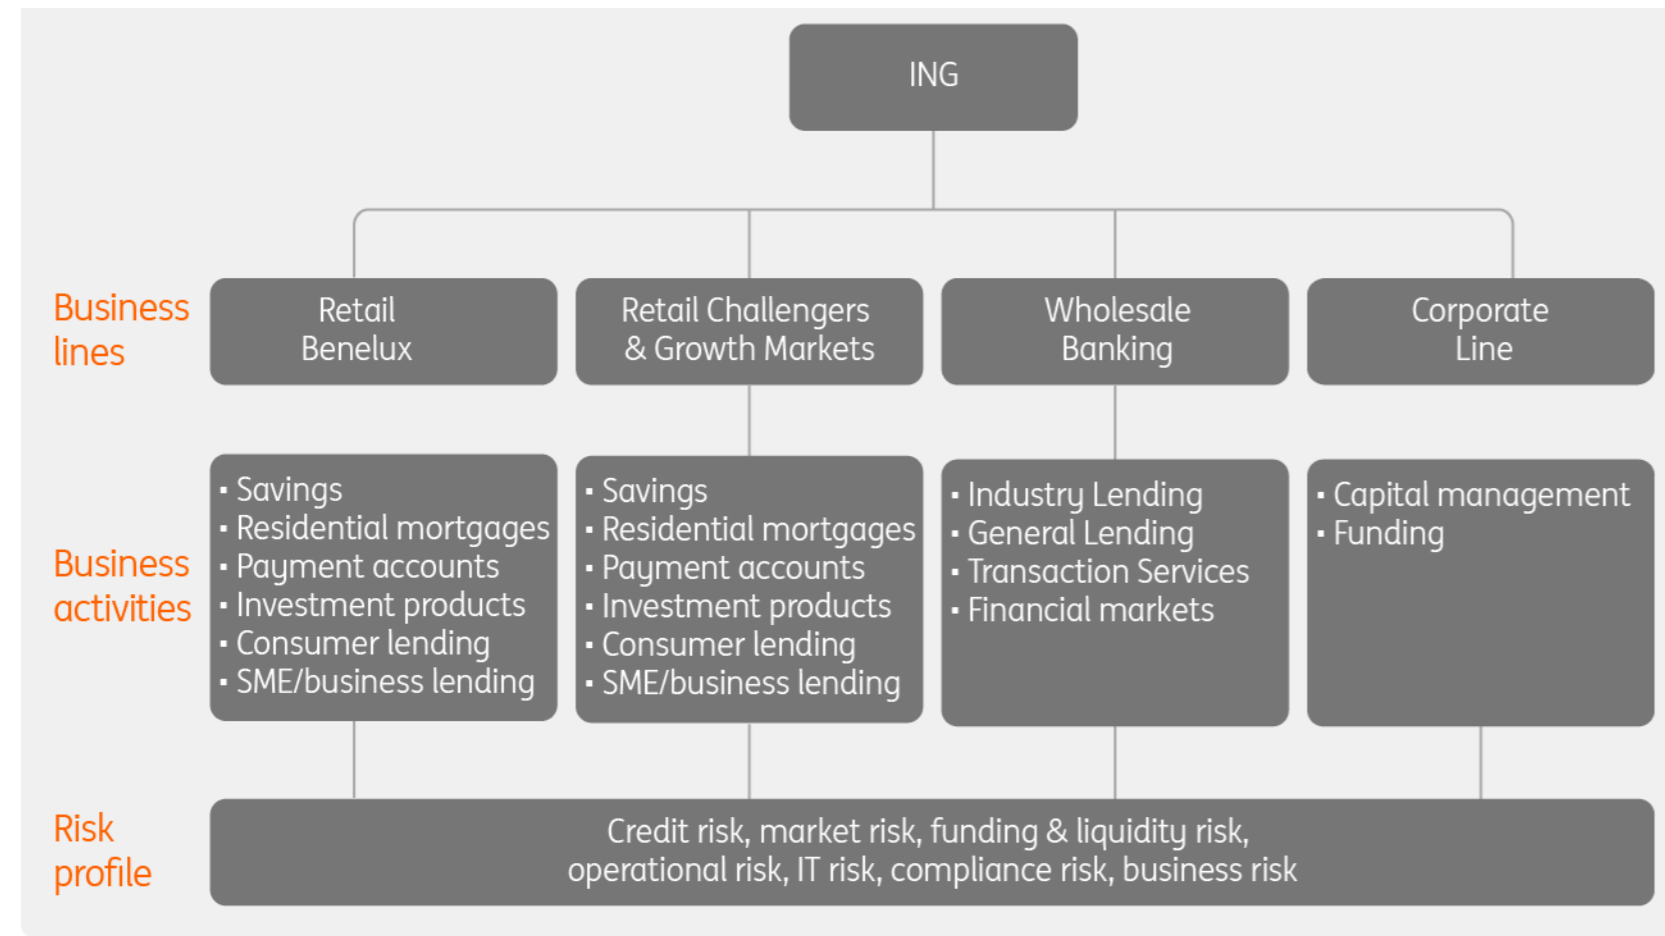 ING
Business
lines
Retail
Benelux
Retail Challengers
& Growth Markets
Wholesale
Banking
Corporate
Line
Business
activities
▪ Savings
▪ Residential mortgages
▪ Payment accounts
▪ Investment products
▪ Consumer lending
▪ SME/business lending
▪ Savings
▪ Residential mortgages
▪ Payment accounts
▪ Investment products
▪ Consumer lending
▪ SME/business lending
▪ Industry Lending
▪ General Lending
▪ Transaction Services
▪ Financial markets
▪ Capital management
▪ Funding
Risk
profile
Credit risk, market risk, funding & liquidity risk,
operational risk, IT risk, compliance risk, business risk